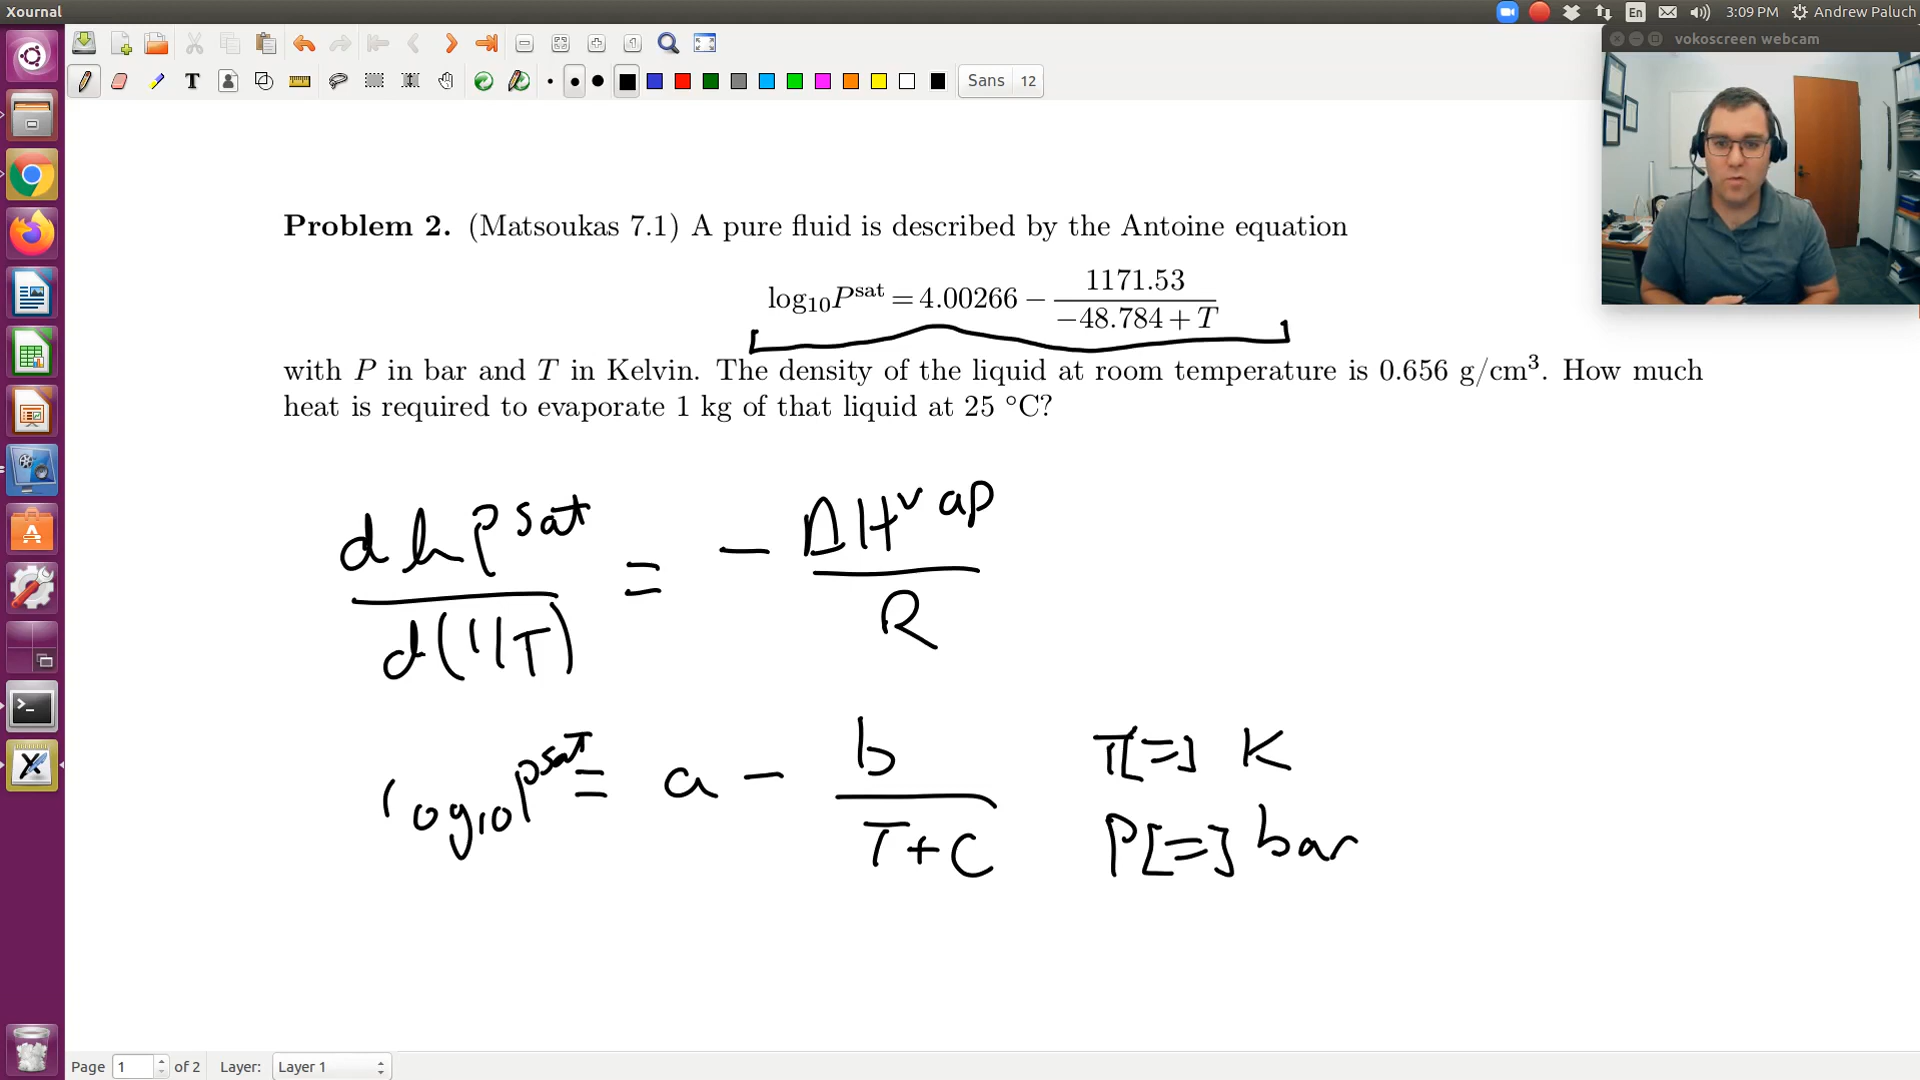 Xournal
En
3:09 PM
Andrew Paluch
vokoscreen webcam
Sans 12
Problem 2. (Matsoukas 7.1) A pure fluid is described by the Antoine equation
log₁₀ Pˢᵃᵗ = 4.00266 − 1171.53 / (−48.784 + T)
with P in bar and T in Kelvin. The density of the liquid at room temperature is 0.656 g/cm³. How much
heat is required to evaporate 1 kg of that liquid at 25 °C?
d ln Pˢᵃᵗ / d(1/T) = − ΔHᵛᵃᵖ / R
log₁₀ Pˢᵃᵗ = a − b / (T + C)
T[=] K
P[=] bar
Page 1 of 2 Layer: Layer 1